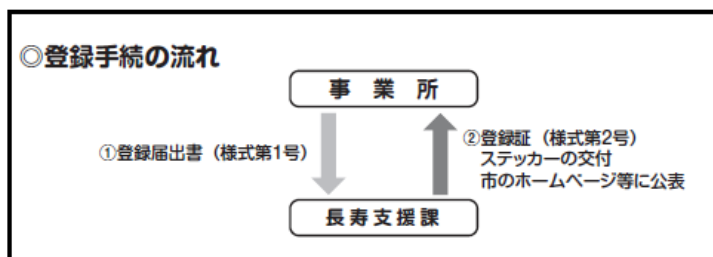 ◎登録手続の流れ
事業所
①登録届出書（様式第1号）
②登録証（様式第2号）
ステッカーの交付
市のホームページ等に公表
長寿支援課